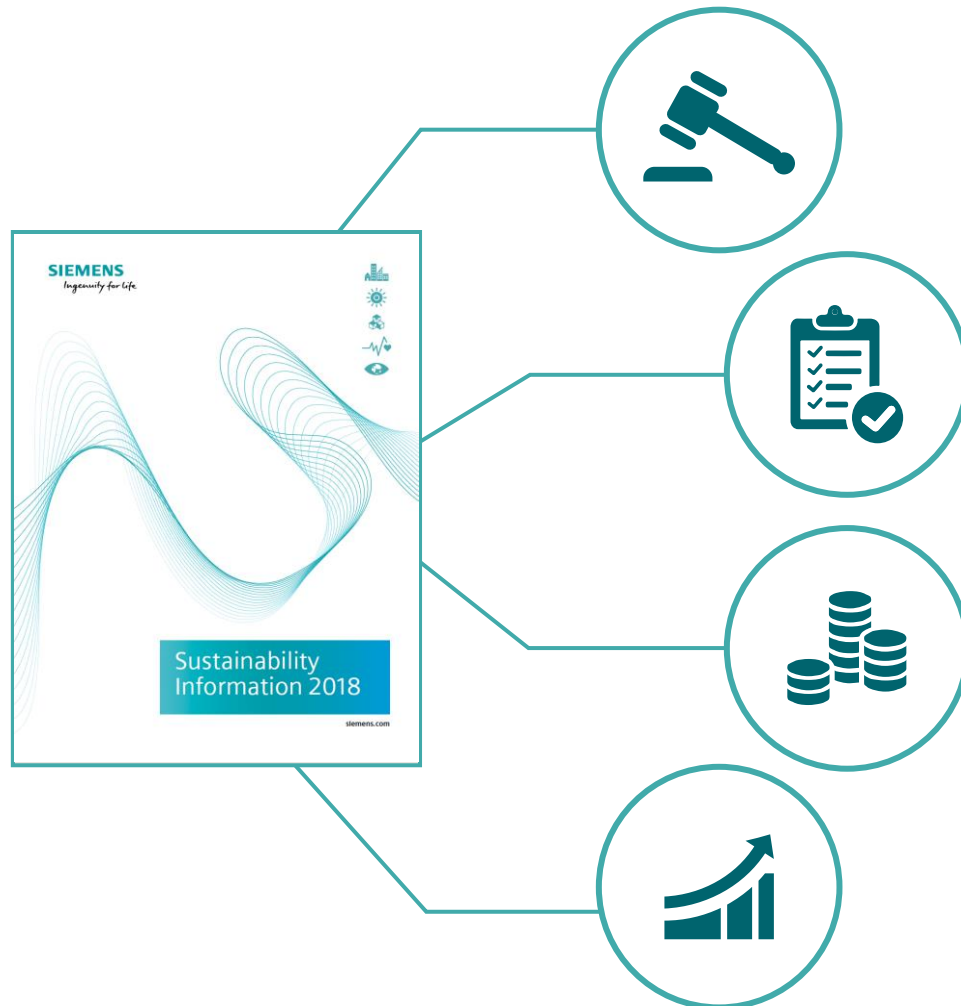 SIEMENS
Ingenuity for life
Sustainability
Information 2018
siemens.com